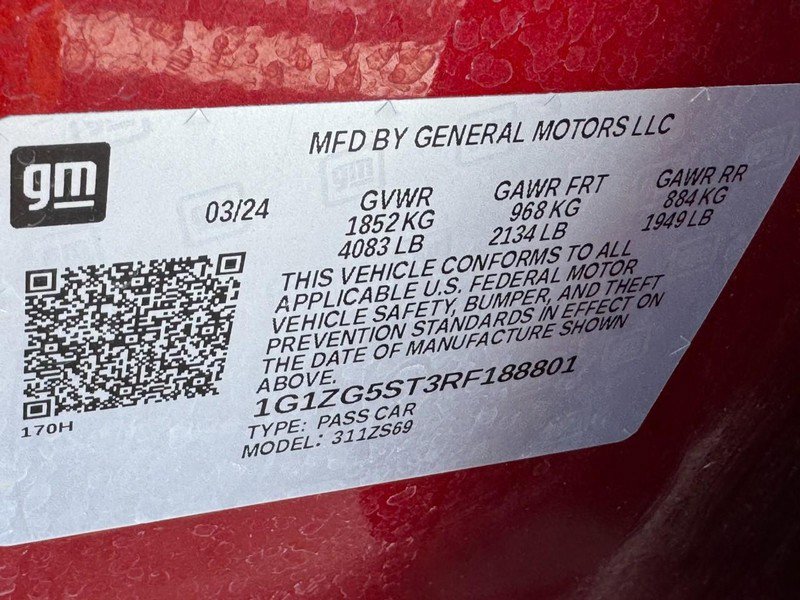 gm
MFD BY GENERAL MOTORS LLC
03/24
GVWR GAWR FRT GAWR RR
1852 KG 968 KG 884 KG
4083 LB 2134 LB 1949 LB
THIS VEHICLE CONFORMS TO ALL
APPLICABLE U.S. FEDERAL MOTOR
VEHICLE SAFETY, BUMPER, AND THEFT
PREVENTION STANDARDS IN EFFECT ON
THE DATE OF MANUFACTURE SHOWN
ABOVE.
1G1ZG5ST3RF188801
TYPE: PASS CAR
MODEL: 311ZS69
170H